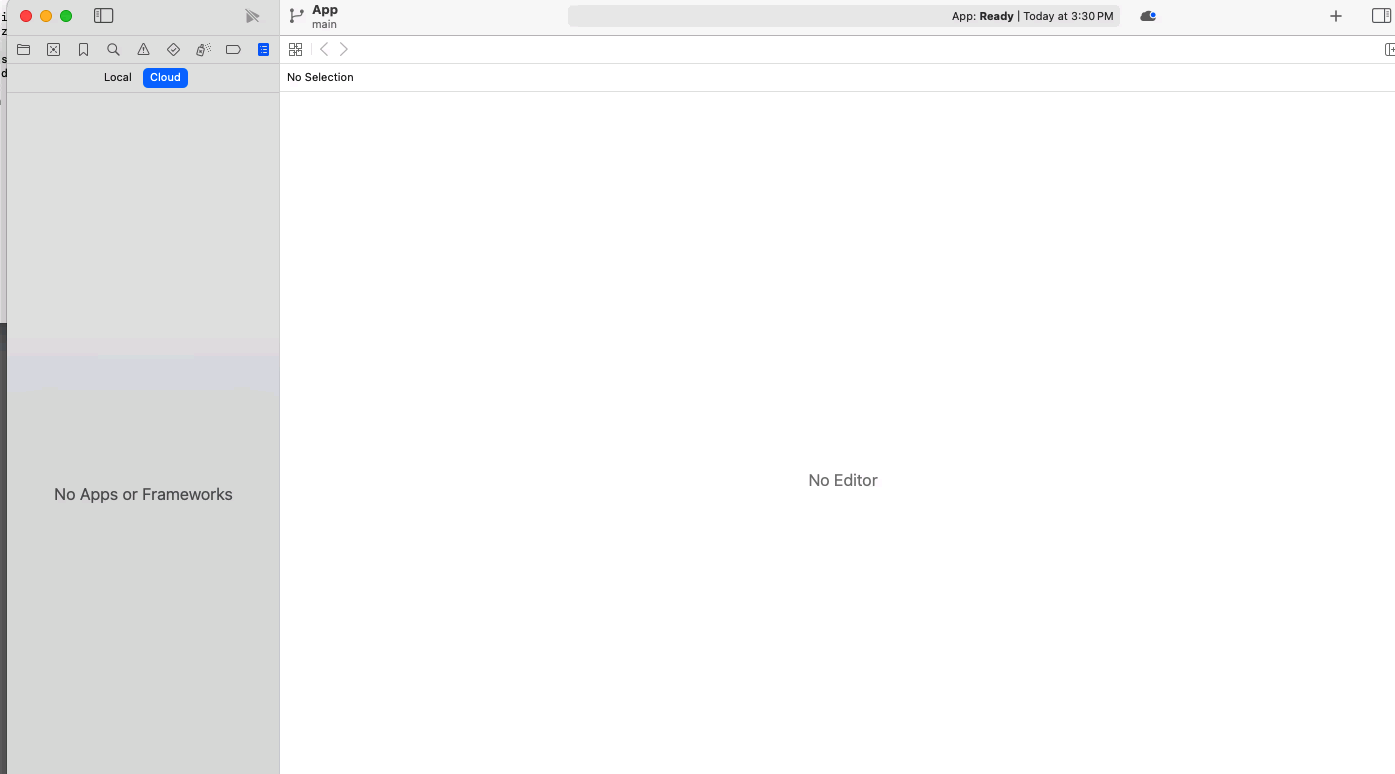 App
main
App: Ready | Today at 3:30 PM
Local
Cloud
No Selection
No Apps or Frameworks
No Editor